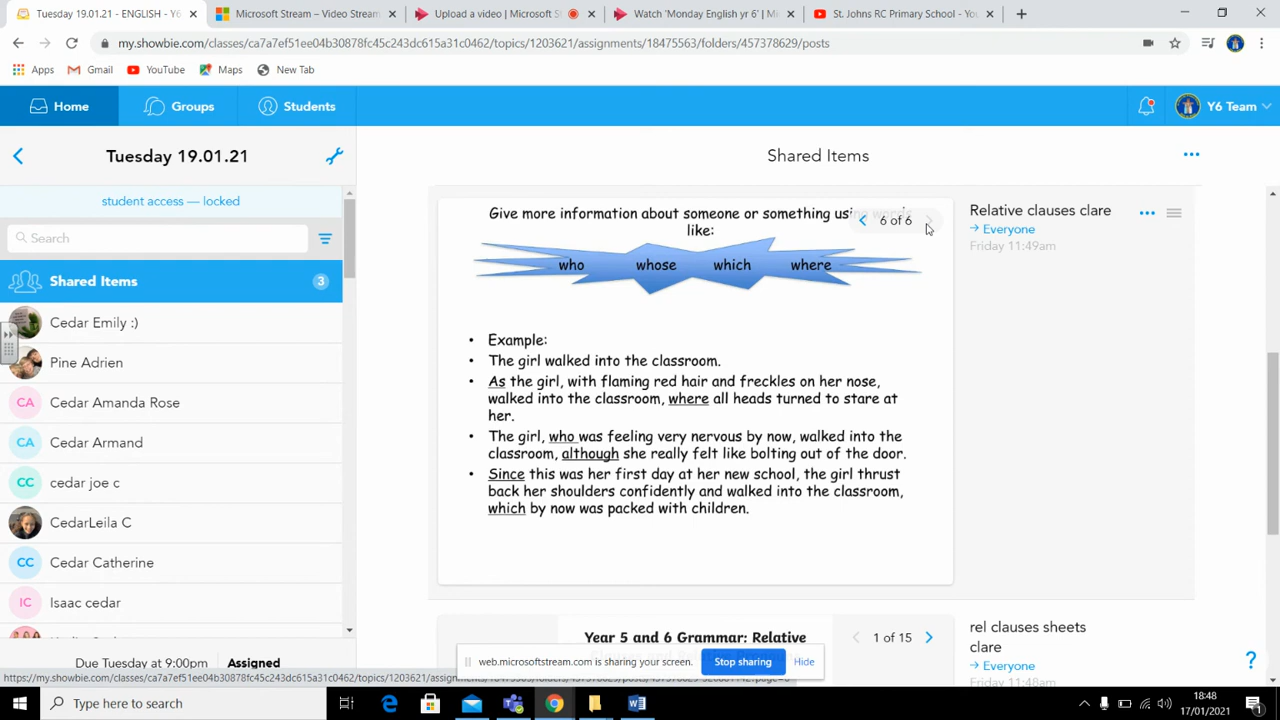 Tuesday 19.01.21 - ENGLISH - Y6
Microsoft Stream – Video Stream
Upload a video | Microsoft S
Watch 'Monday English yr 6' | Mi
St. Johns RC Primary School - Yo
my.showbie.com/classes/ca7a7ef51ee04b30878fc45c243dc615a31c0462/topics/1203621/assignments/18475563/folders/457378629/posts
Apps Gmail YouTube Maps New Tab
Home Groups Students Y6 Team
Tuesday 19.01.21
Shared Items
student access — locked
Search
Shared Items 3
Cedar Emily :)
Pine Adrien
CA Cedar Amanda Rose
CA Cedar Armand
CC cedar joe c
CedarLeila C
CC Cedar Catherine
IC Isaac cedar
Due Tuesday at 9:00pm Assigned
Give more information about someone or something using
like:
6 of 6
who whose which where
• Example:
• The girl walked into the classroom.
• As the girl, with flaming red hair and freckles on her nose,
walked into the classroom, where all heads turned to stare at
her.
• The girl, who was feeling very nervous by now, walked into the
classroom, although she really felt like bolting out of the door.
• Since this was her first day at her new school, the girl thrust
back her shoulders confidently and walked into the classroom,
which by now was packed with children.
Relative clauses clare
Everyone
Friday 11:49am
Year 5 and 6 Grammar: Relative
1 of 15
rel clauses sheets
clare
Everyone
Friday 11:48am
web.microsoftstream.com is sharing your screen. Stop sharing Hide
Type here to search
18:48
17/01/2021